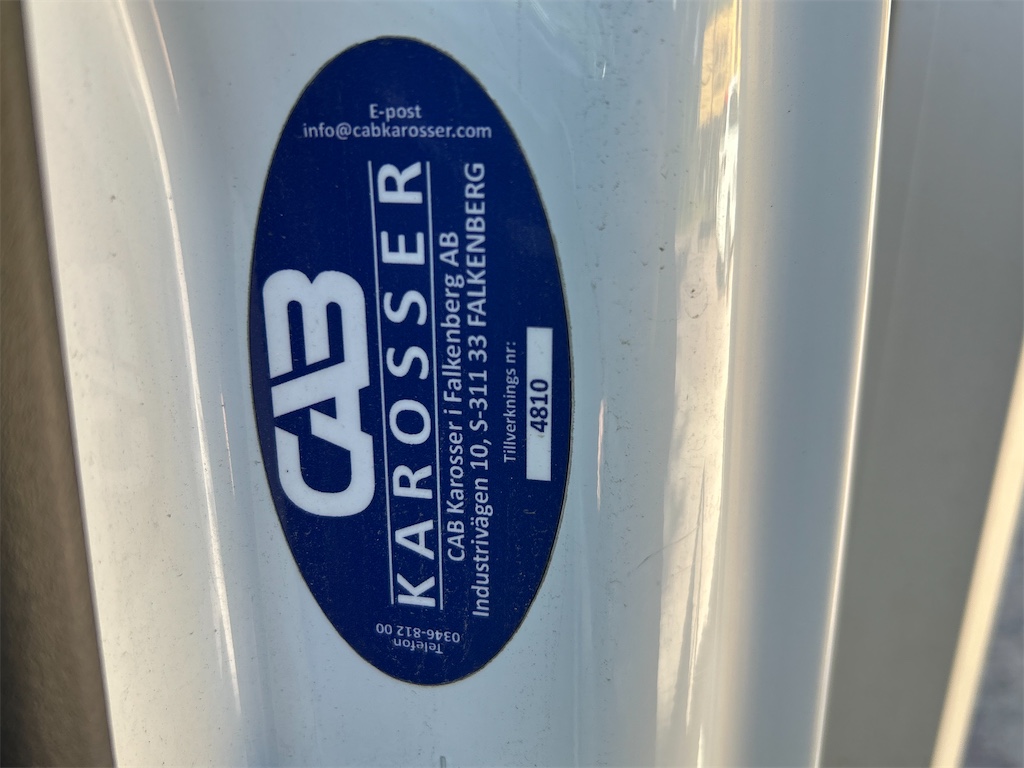 CAB
KAROSSER
CAB Karosser i Falkenberg AB
Industrivägen 10, S-311 33 FALKENBERG
Tillverknings nr:
4810
Telefon
0346-812 00
E-post
info@cabkarosser.com